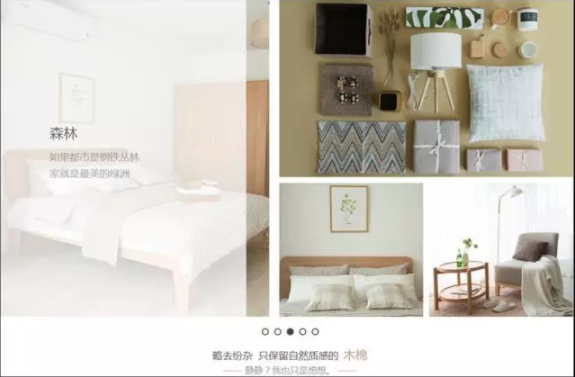 森林
如果都市是钢铁丛林
家就是最美的绿洲
略去纷杂 只保留自然质感的 木棉
—— 静静？我也只是想想。 ——